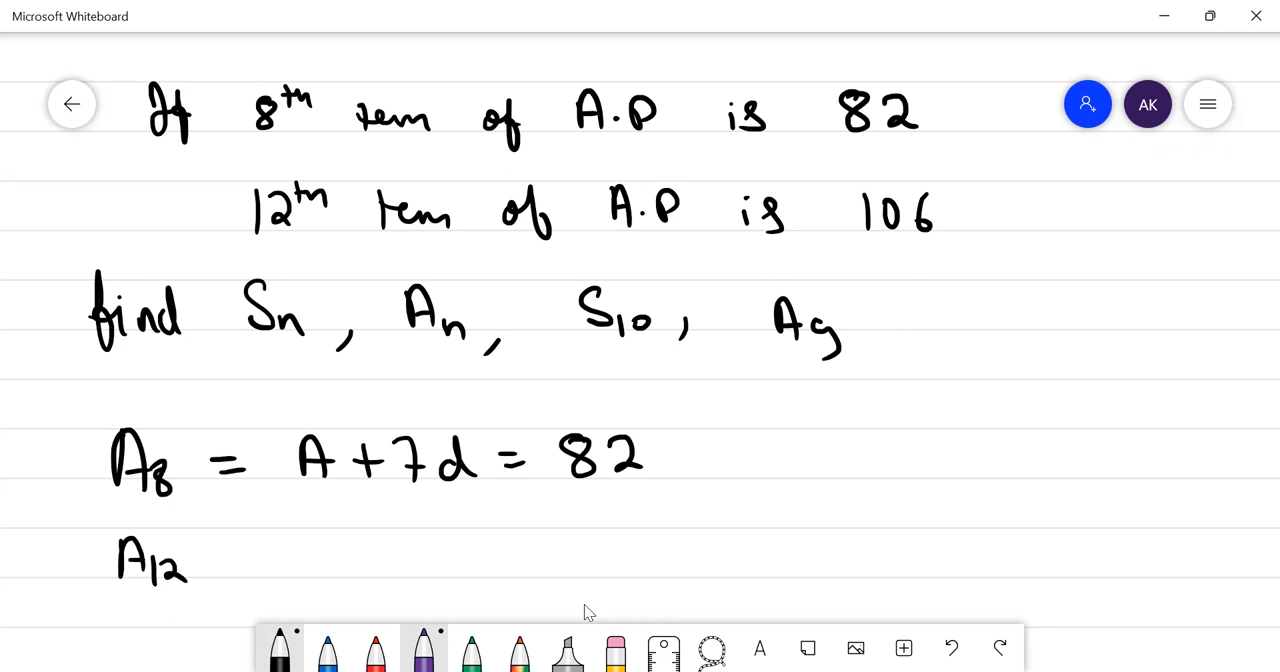 Microsoft Whiteboard
AK
If 8th term of A.P is 82
12th term of A.P is 106
find Sn, An, S10, A9
A8 = A + 7d = 82
A12
A